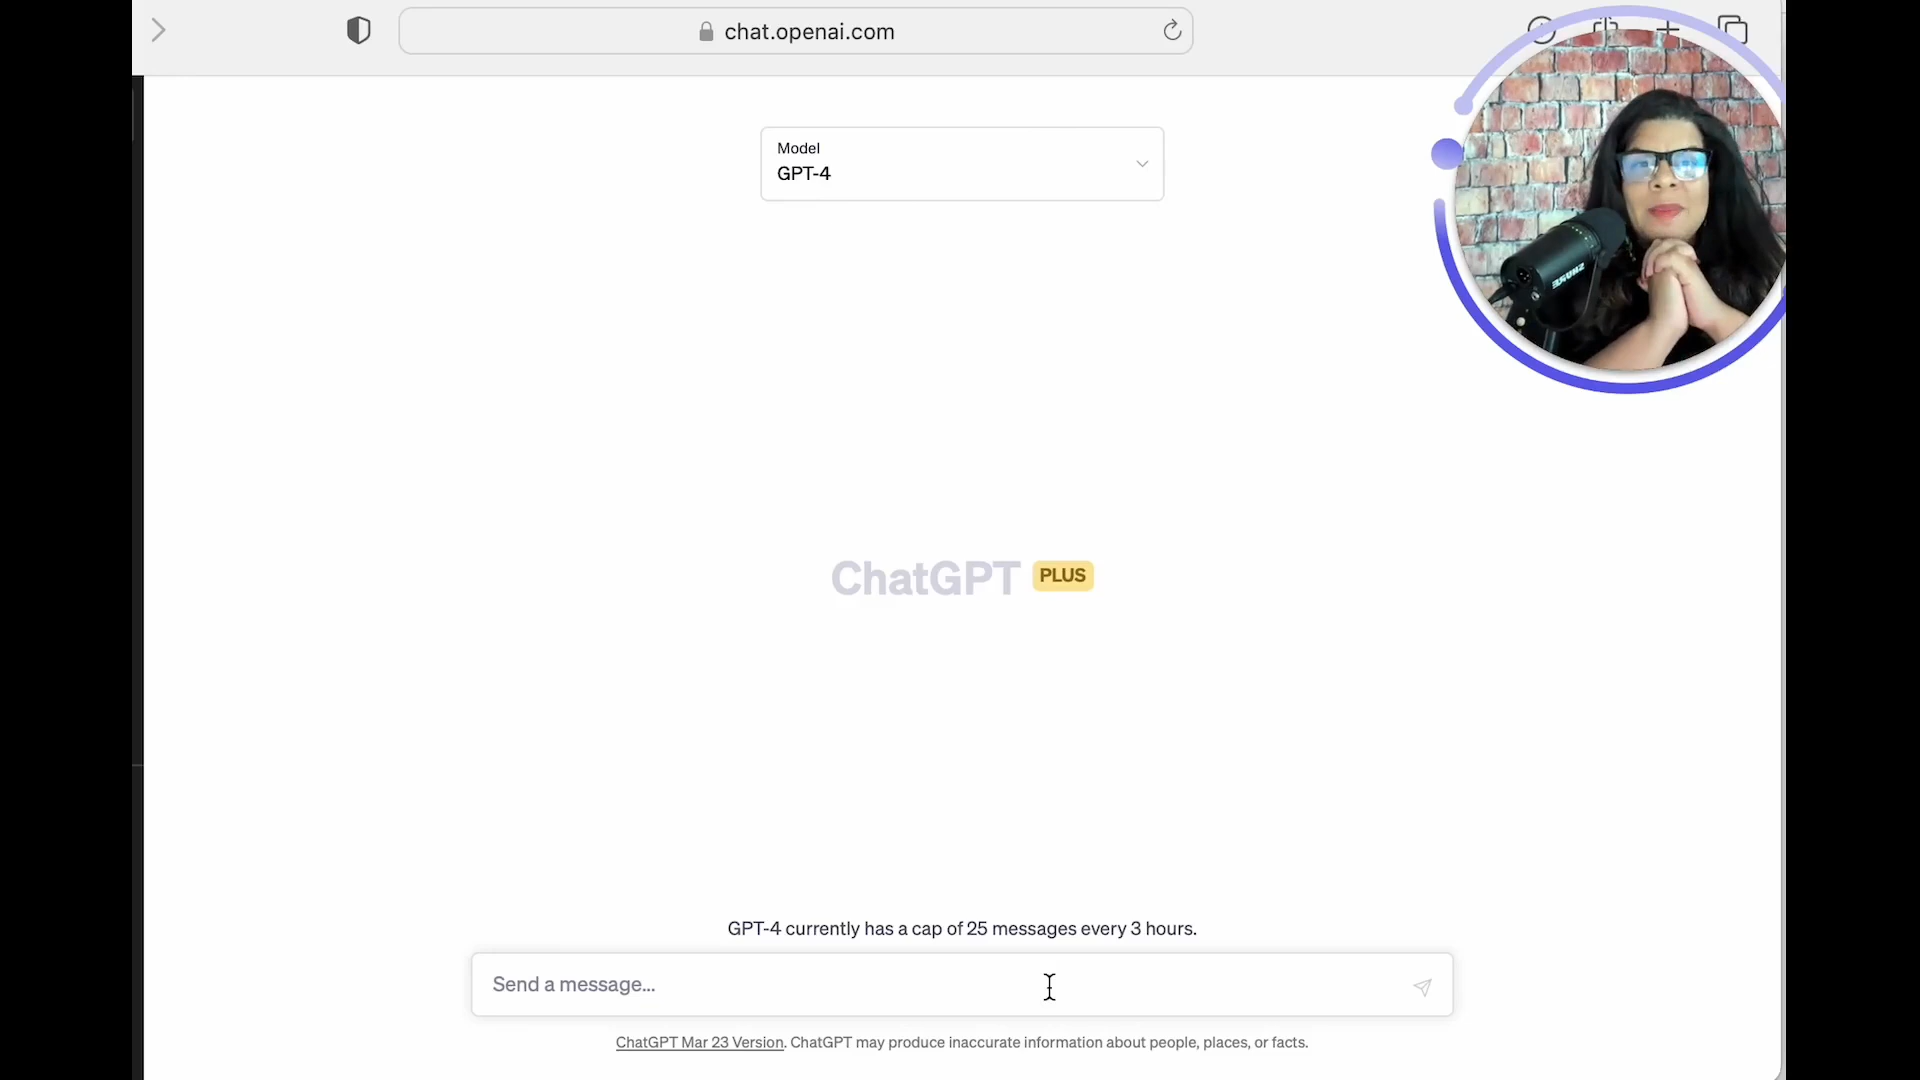 chat.openai.com
Model
GPT-4
SHURE
ChatGPT PLUS
GPT-4 currently has a cap of 25 messages every 3 hours.
Send a message...
ChatGPT Mar 23 Version. ChatGPT may produce inaccurate information about people, places, or facts.